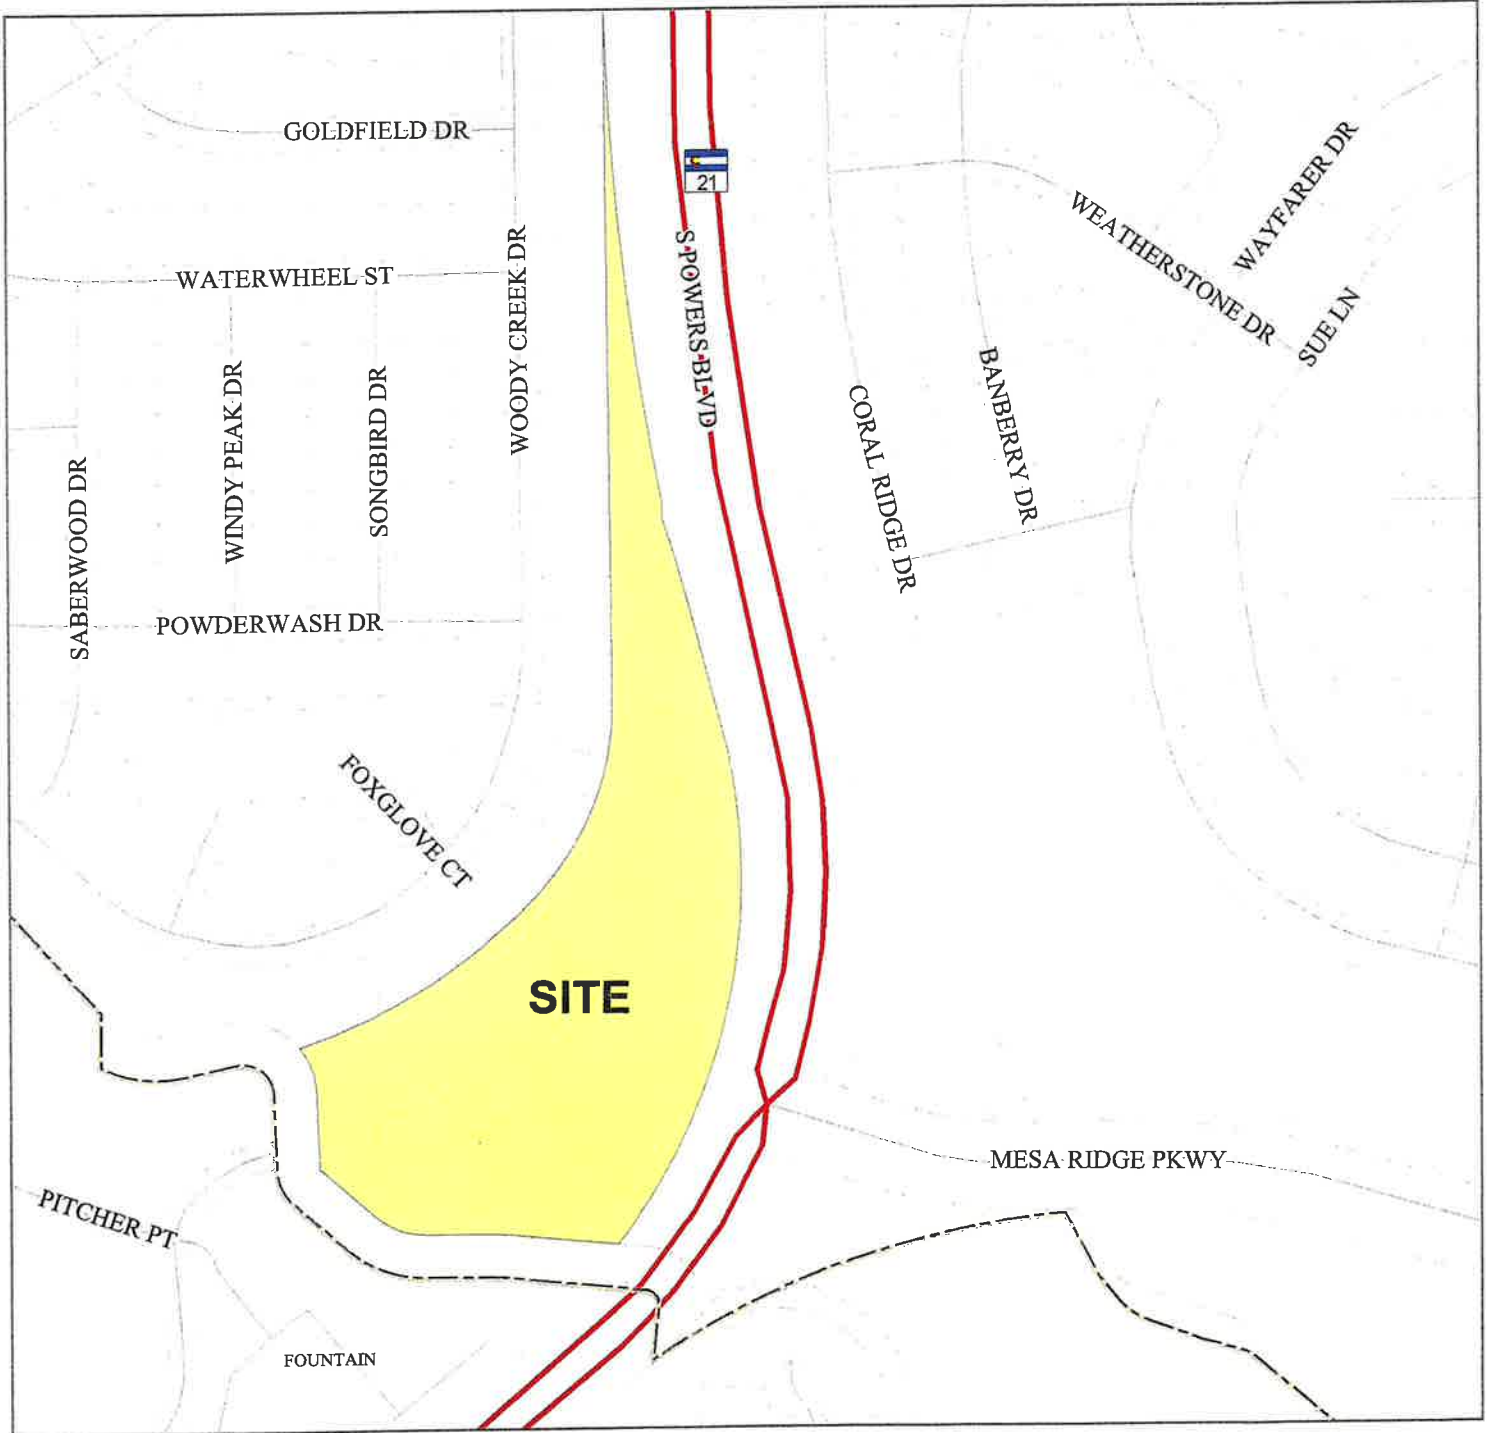 GOLDFIELD DR
21
WAYFARER DR
WEATHERSTONE DR
WATERWHEEL ST
WOODY CREEK DR
S POWERS BLVD
SUE LN
WINDY PEAK DR
SONGBIRD DR
BANBERRY DR
CORAL RIDGE DR
SABERWOOD DR
POWDERWASH DR
FOXGLOVE CT
SITE
MESA RIDGE PKWY
PITCHER PT
FOUNTAIN